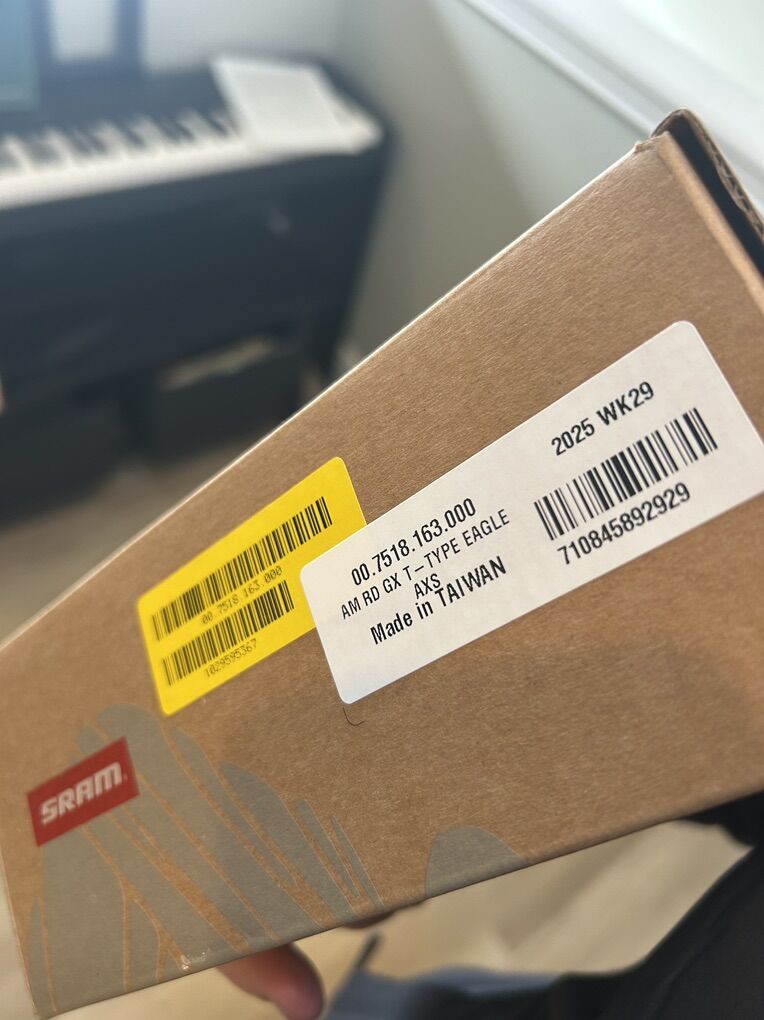 2025 WK29
710845892929
00.7518.163.000
AM RD GX T-TYPE EAGLE
AXS
Made in TAIWAN
00.7518.163.000
1029595367
SRAM